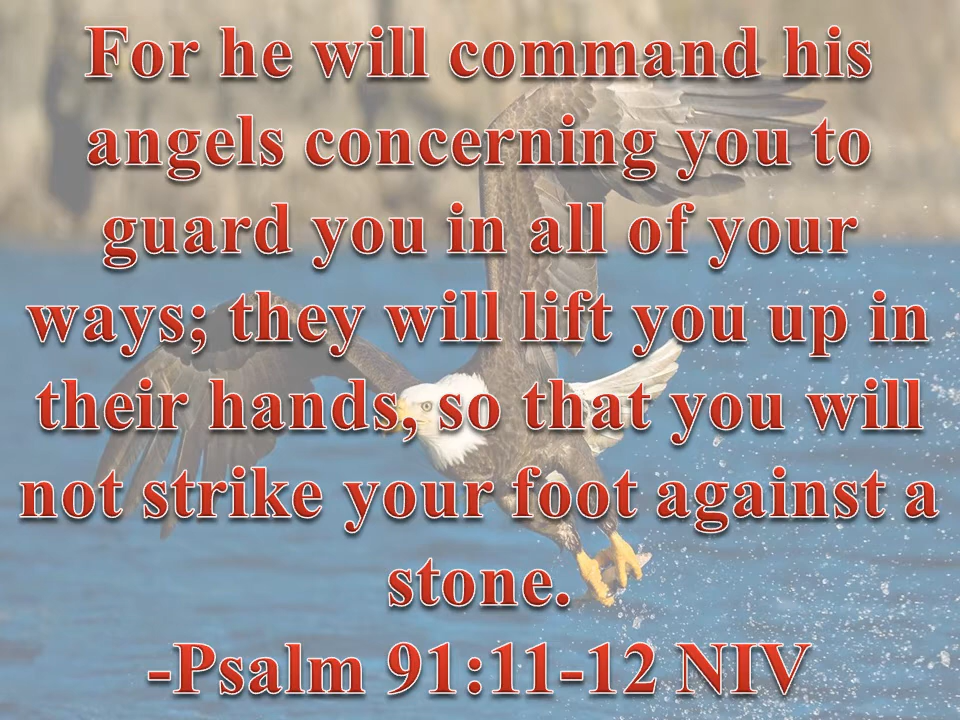 For he will command his
angels concerning you to
guard you in all of your
ways; they will lift you up in
their hands, so that you will
not strike your foot against a
stone.
-Psalm 91:11-12 NIV